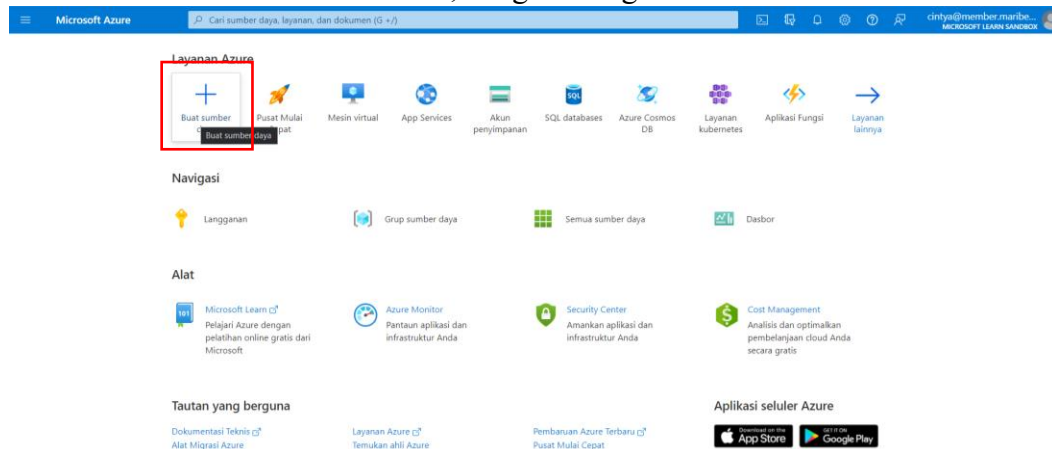 Microsoft Azure
Cari sumber daya, layanan, dan dokumen (G +/)
cintya@member.maribe...
MICROSOFT LEARN SANDBOX
Layanan Azure
Buat sumber
Pusat Mulai
Mesin virtual
App Services
Akun
penyimpanan
SQL databases
Azure Cosmos
DB
Layanan
kubernetes
Aplikasi Fungsi
Layanan
lainnya
Buat sumber daya
Navigasi
Langganan
Grup sumber daya
Semua sumber daya
Dasbor
Alat
Microsoft Learn
Pelajari Azure dengan
pelatihan online gratis dari
Microsoft
Azure Monitor
Pantaun aplikasi dan
infrastruktur Anda
Security Center
Amankan aplikasi dan
infrastruktur Anda
Cost Management
Analisis dan optimalkan
pembelanjaan cloud Anda
secara gratis
Tautan yang berguna
Dokumentasi Teknis
Alat Migrasi Azure
Layanan Azure
Temukan ahli Azure
Pembaruan Azure Terbaru
Pusat Mulai Cepat
Aplikasi seluler Azure
Download on the
App Store
GET IT ON
Google Play